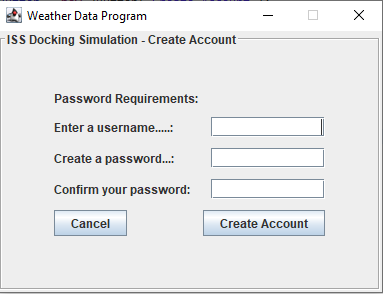 Weather Data Program
ISS Docking Simulation - Create Account
Password Requirements:
Enter a username.....:
Create a password...:
Confirm your password:
Cancel Create Account